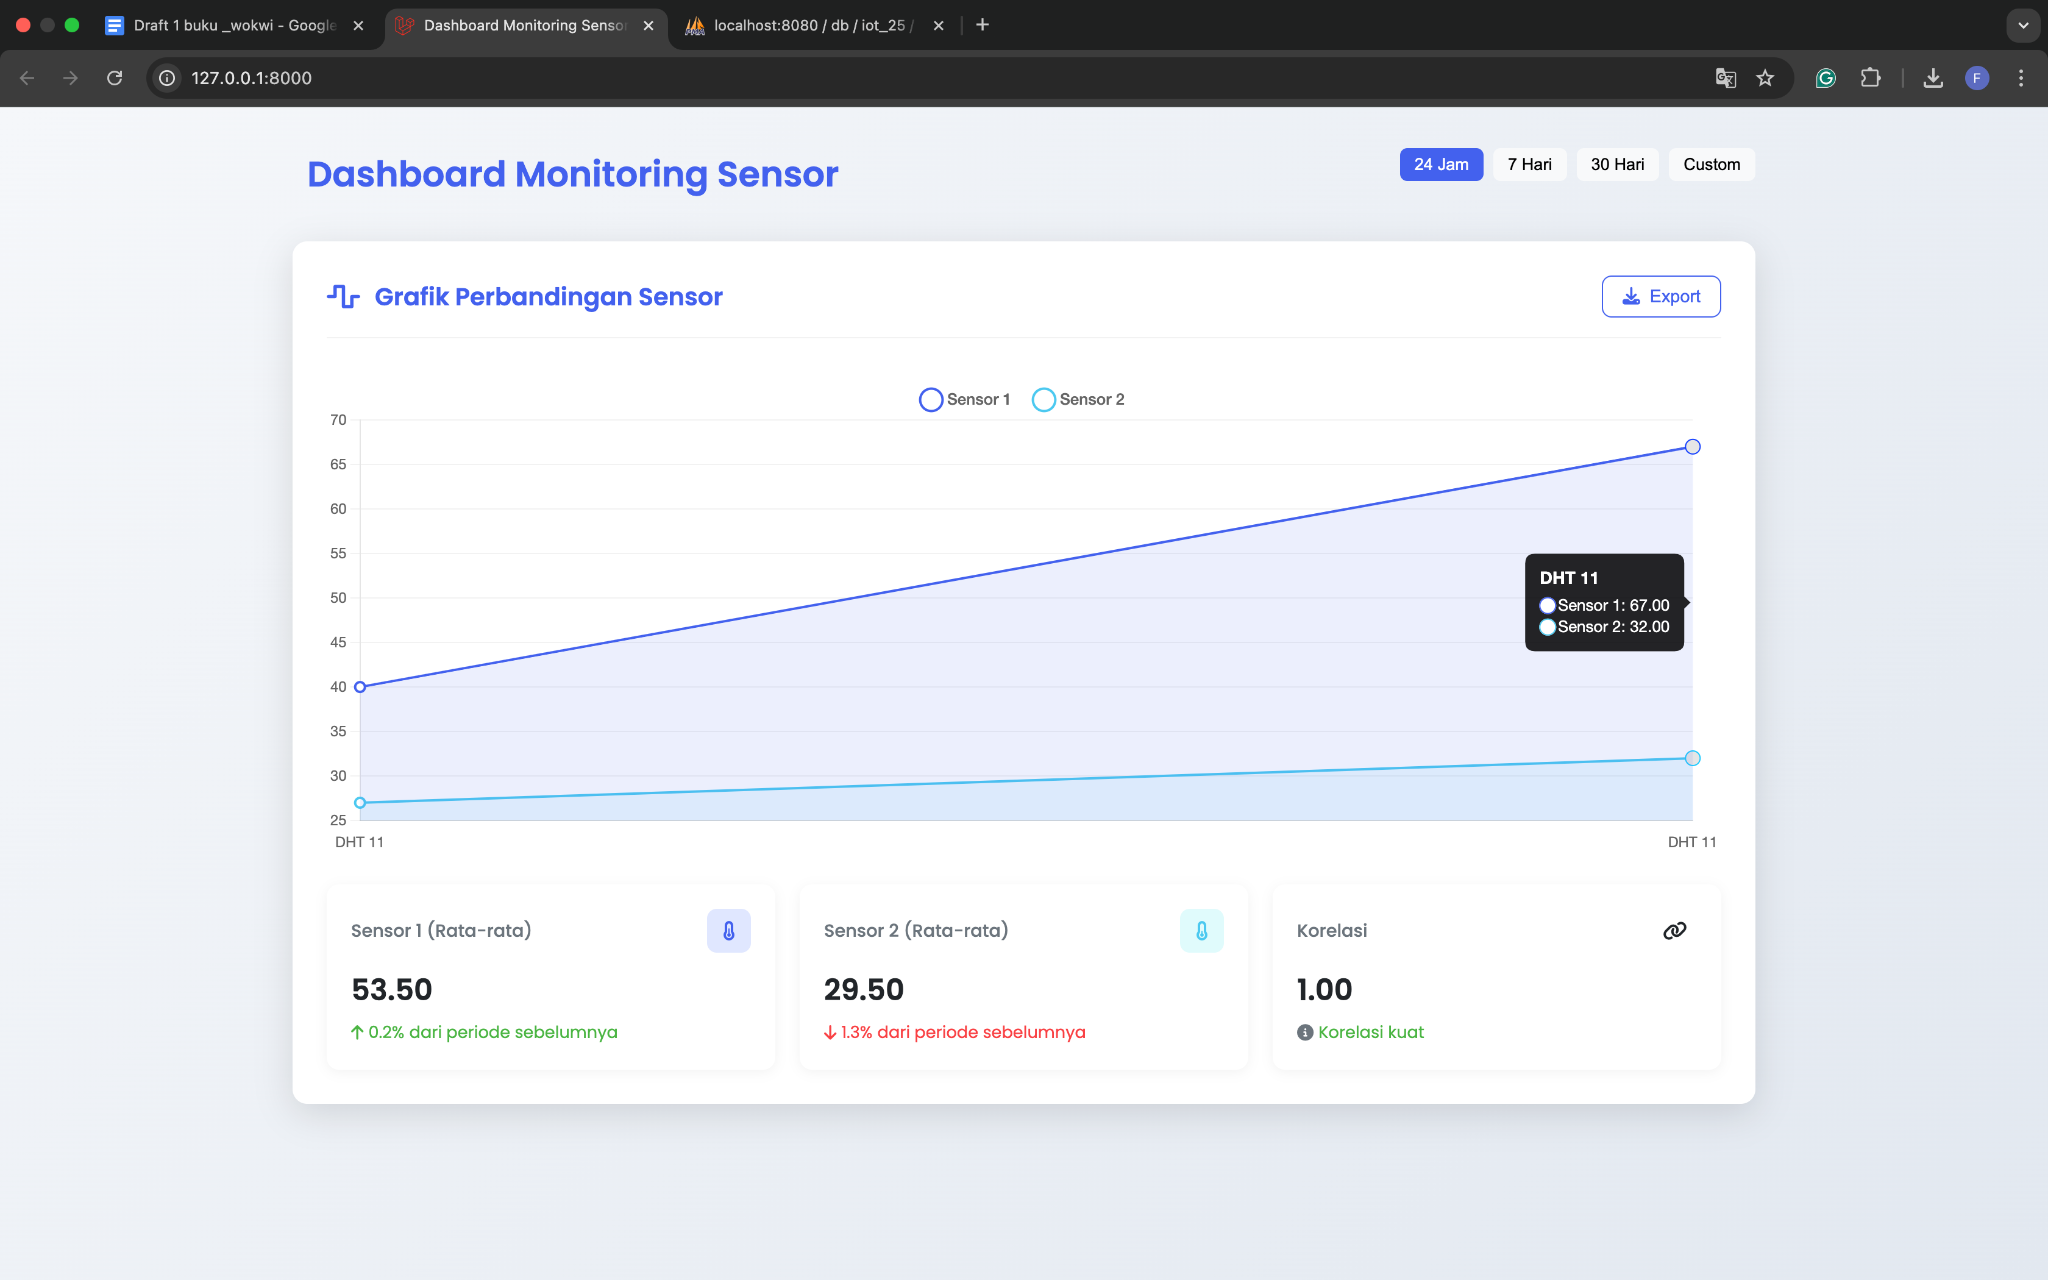 Draft 1 buku _wokwi - Google
Dashboard Monitoring Sensor
localhost:8080 / db / iot_25 /
127.0.0.1:8000
F
Dashboard Monitoring Sensor
24 Jam
7 Hari
30 Hari
Custom
Grafik Perbandingan Sensor
Export
Sensor 1
Sensor 2
70
65
60
55
50
45
40
35
30
25
DHT 11
Sensor 1: 67.00
Sensor 2: 32.00
DHT 11
DHT 11
Sensor 1 (Rata-rata)
53.50
0.2% dari periode sebelumnya
Sensor 2 (Rata-rata)
29.50
1.3% dari periode sebelumnya
Korelasi
1.00
Korelasi kuat